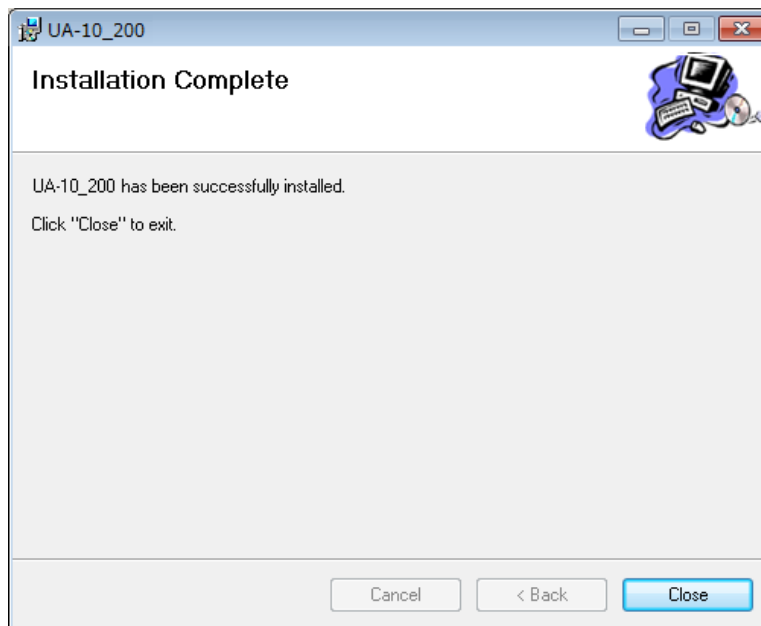 UA-10_200
Installation Complete
UA-10_200 has been successfully installed.
Click "Close" to exit.
Cancel
< Back
Close